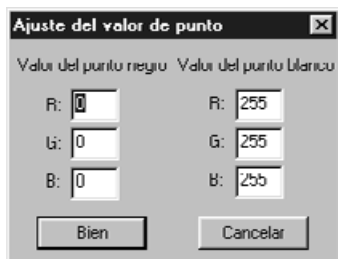 Ajuste del valor de punto
Valor del punto negro Valor del punto blanco
R: 0 R: 255
G: 0 G: 255
B: 0 B: 255
Bien Cancelar